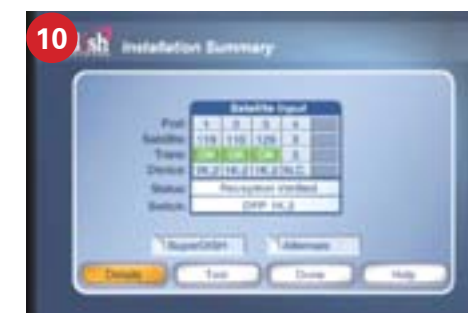 10
dish Installation Summary
Satellite Input
Port 1 2 3 4
Satellite 119 110 129 X
Trans OK OK OK X
Device
Status Reception Verified
Switch
SuperDISH Alternate
Details Test Done Help